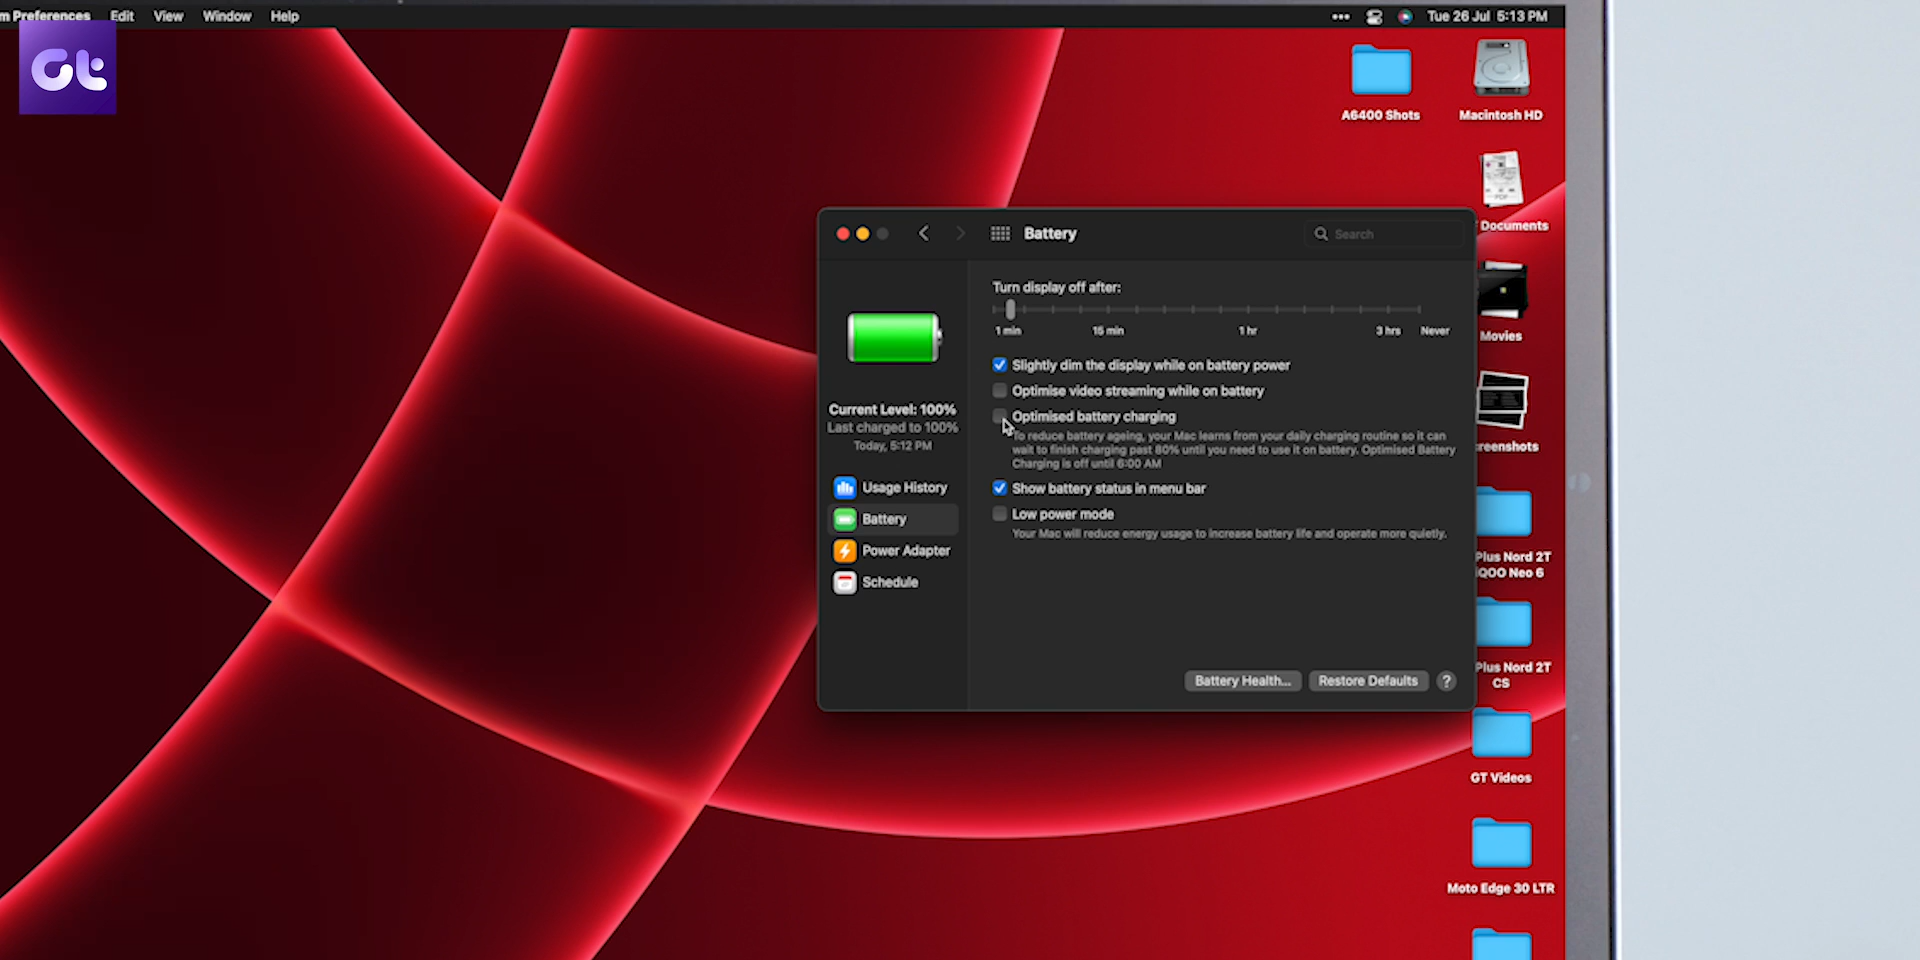 m Preferences Edit View Window Help
Tue 26 Jul 5:13 PM
Gt
A6400 Shots
Macintosh HD
PDF
Documents
Movies
reenshots
Plus Nord 2T
iQOO Neo 6
Plus Nord 2T
CS
GT Videos
Moto Edge 30 LTR
Battery
Search
Current Level: 100%
Last charged to 100%
Today, 5:12 PM
Usage History
Battery
Power Adapter
Schedule
Turn display off after:
1 min 15 min 1 hr 3 hrs Never
Slightly dim the display while on battery power
Optimise video streaming while on battery
Optimised battery charging
To reduce battery ageing, your Mac learns from your daily charging routine so it can
wait to finish charging past 80% until you need to use it on battery. Optimised Battery
Charging is off until 6:00 AM
Show battery status in menu bar
Low power mode
Your Mac will reduce energy usage to increase battery life and operate more quietly.
Battery Health...
Restore Defaults
?